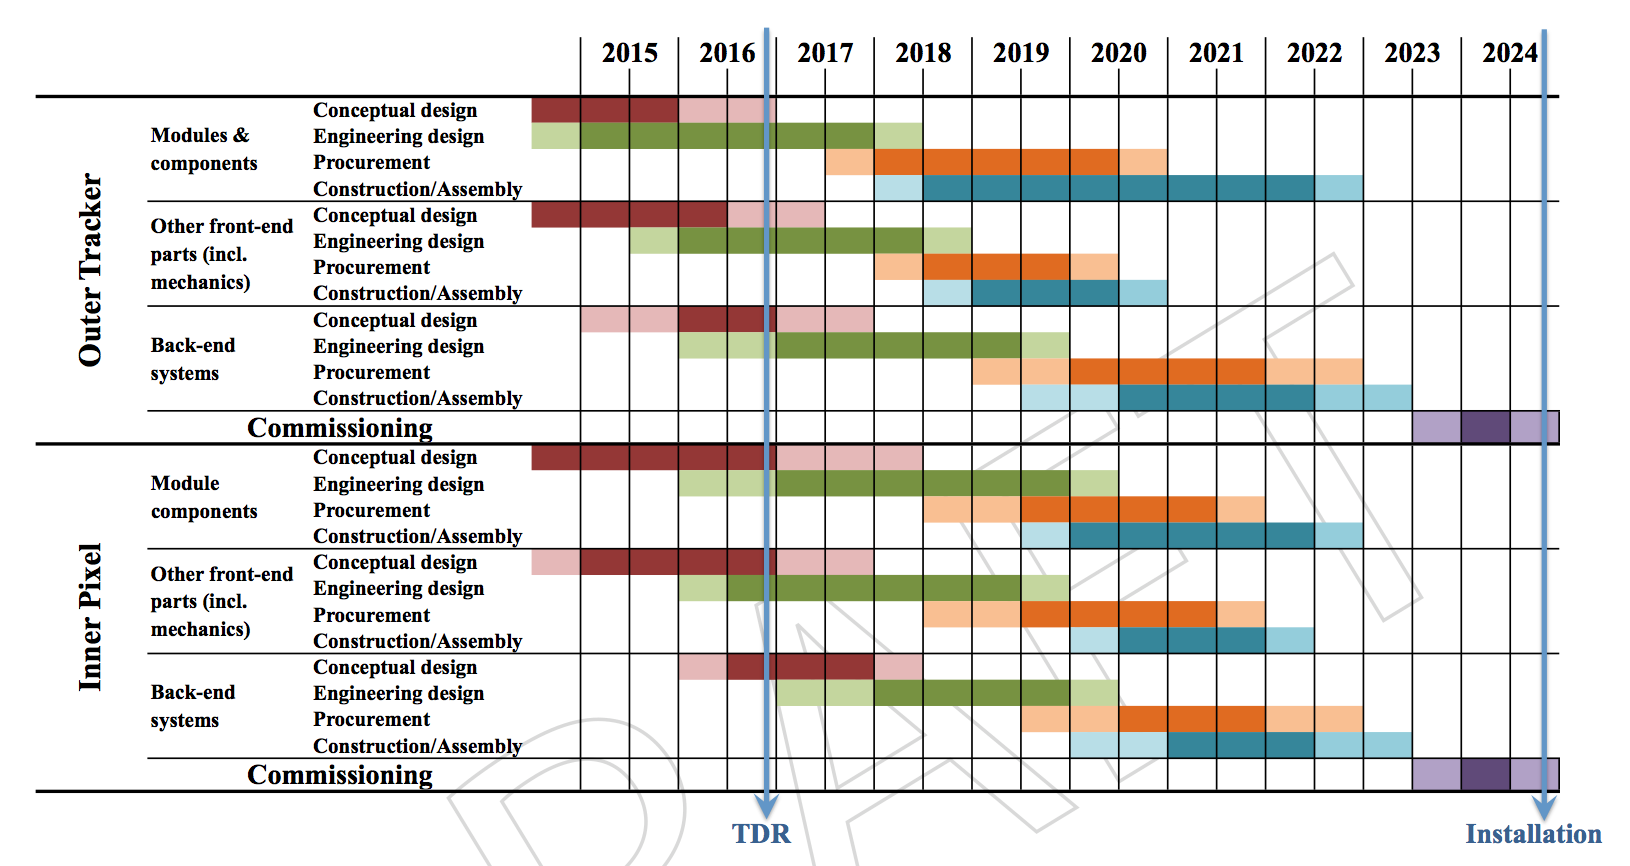 2015 2016 2017 2018 2019 2020 2021 2022 2023 2024
Outer Tracker
Modules &
components
Conceptual design
Engineering design
Procurement
Construction/Assembly
Other front-end
parts (incl.
mechanics)
Conceptual design
Engineering design
Procurement
Construction/Assembly
Back-end
systems
Conceptual design
Engineering design
Procurement
Construction/Assembly
Commissioning
Inner Pixel
Module
components
Conceptual design
Engineering design
Procurement
Construction/Assembly
Other front-end
parts (incl.
mechanics)
Conceptual design
Engineering design
Procurement
Construction/Assembly
Back-end
systems
Conceptual design
Engineering design
Procurement
Construction/Assembly
Commissioning
TDR
Installation
DRAFT